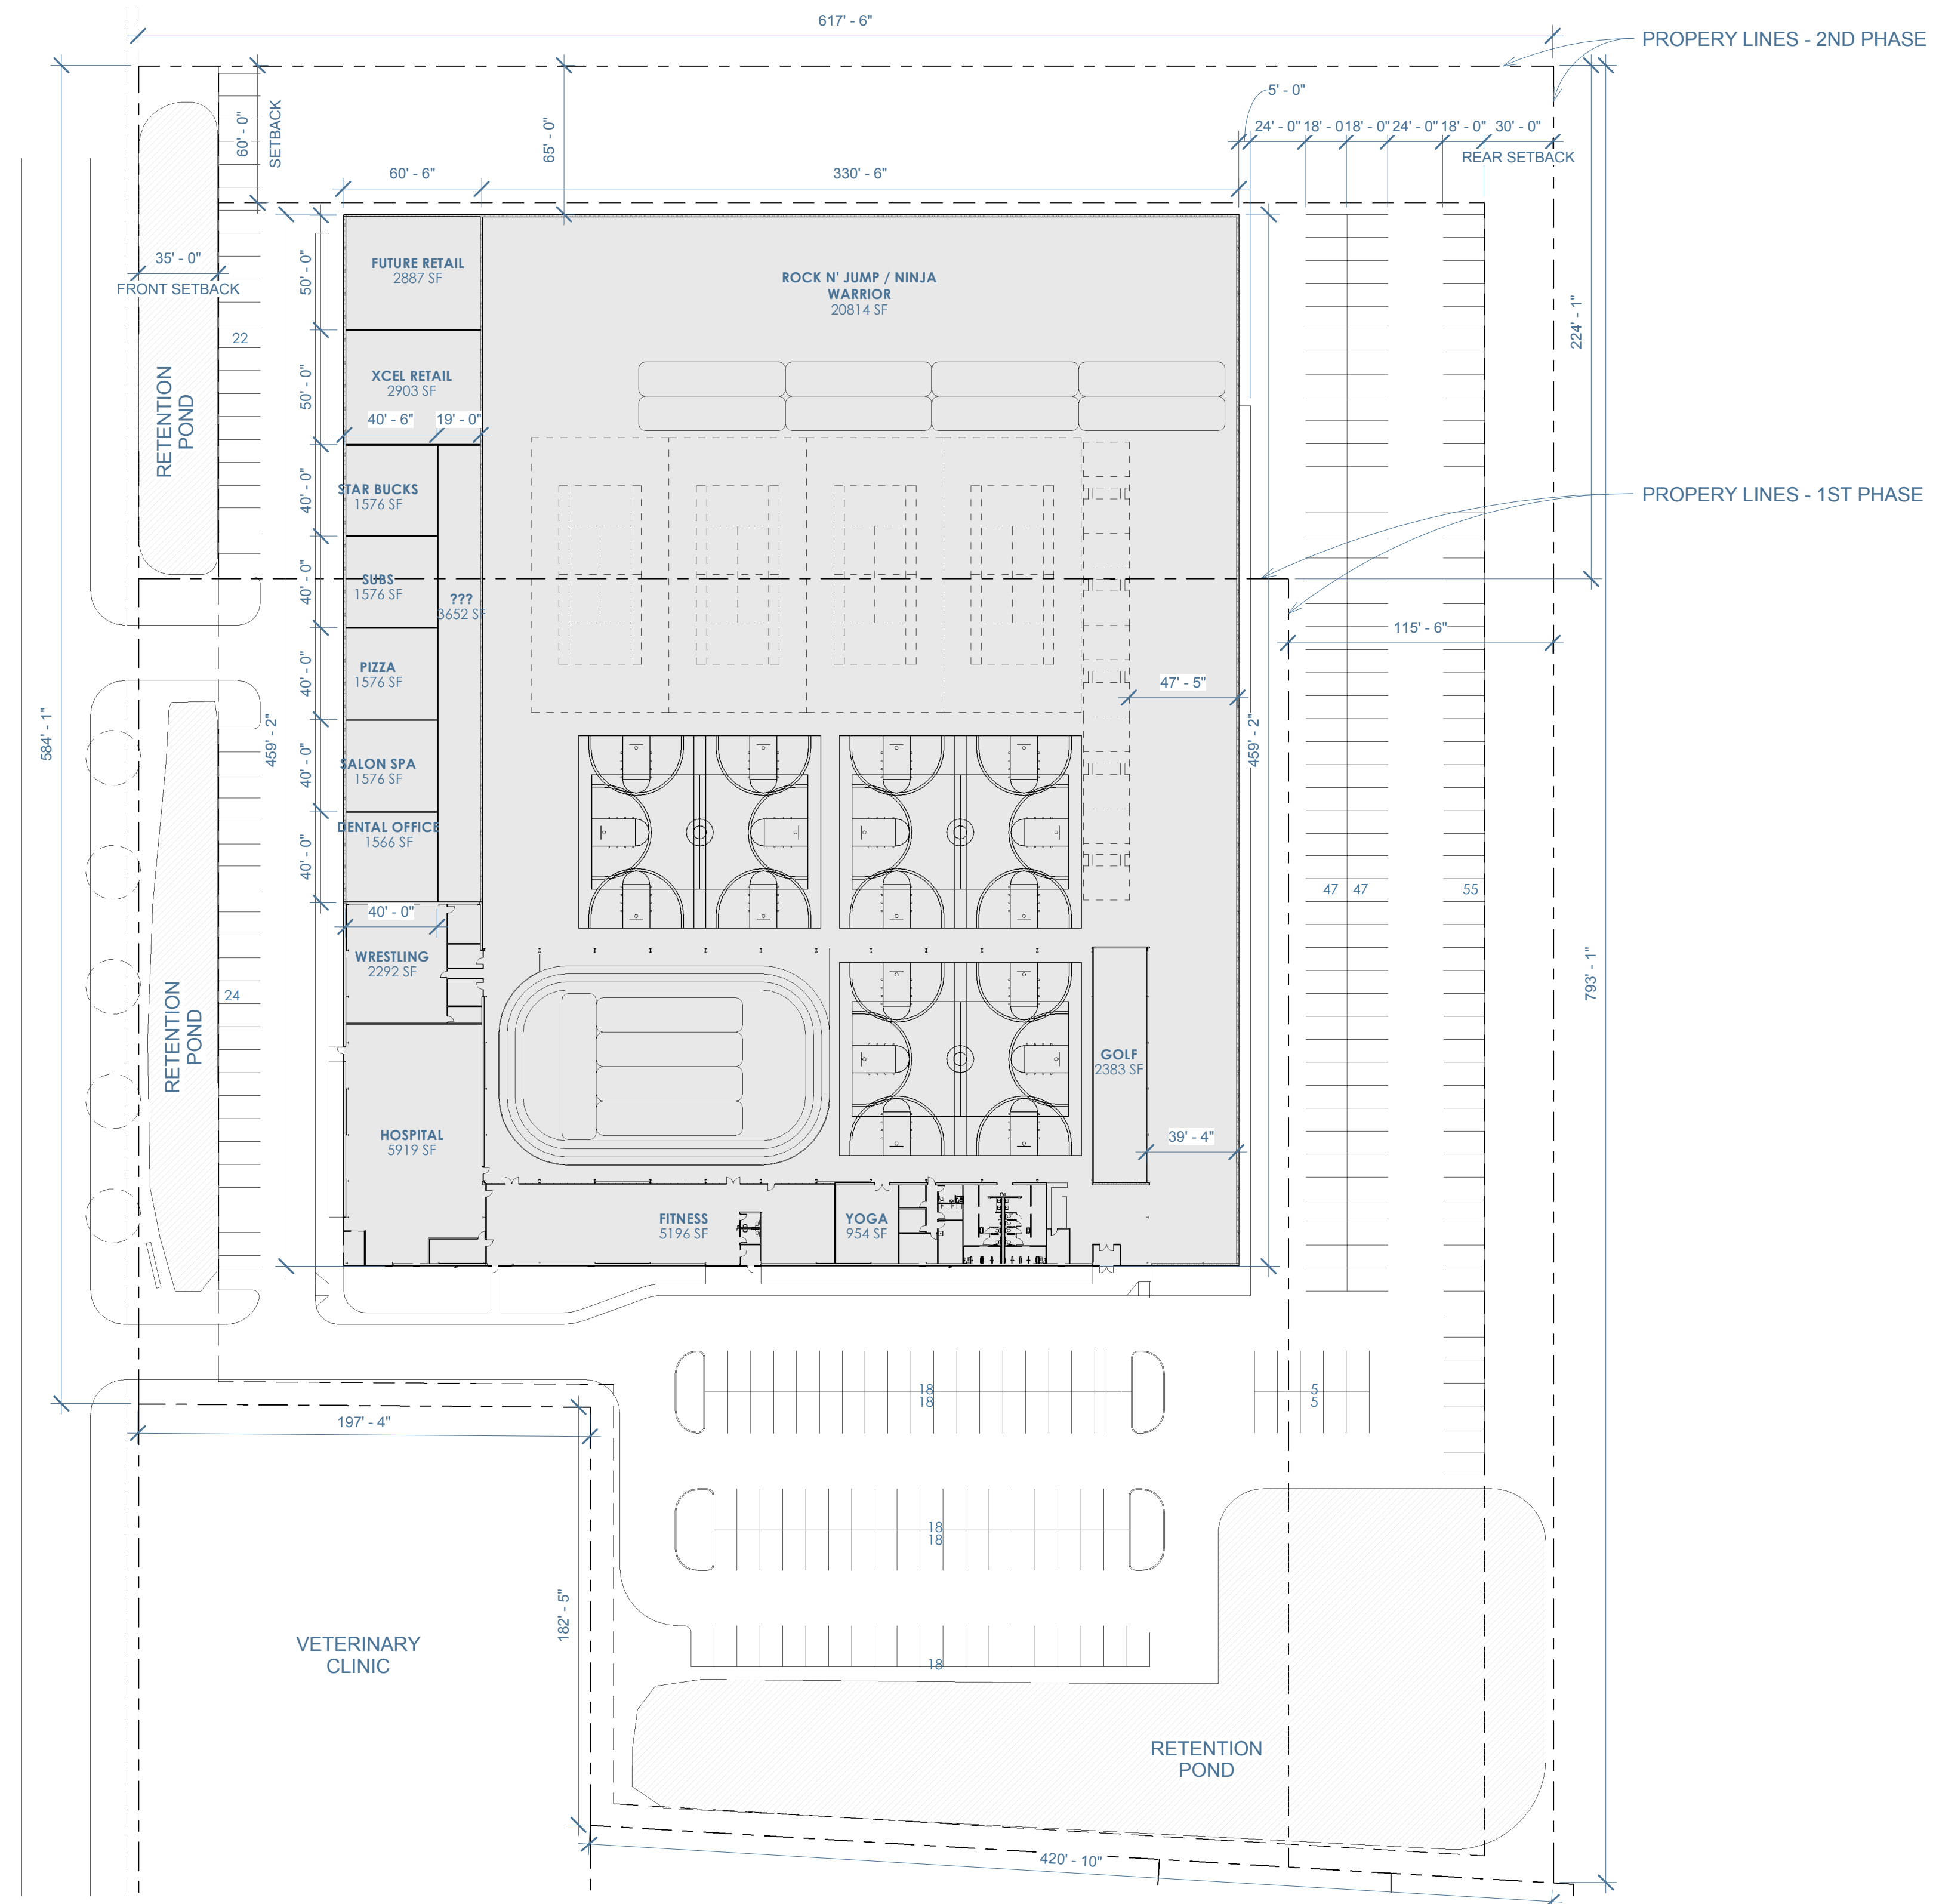 617' - 6"
PROPERY LINES - 2ND PHASE
5' - 0"
60' - 0"
SETBACK
65' - 0"
24' - 0"
18' - 0
18' - 0"
24' - 0"
18' - 0"
30' - 0"
REAR SETBACK
60' - 6"
330' - 6"
35' - 0"
FRONT SETBACK
50' - 0"
FUTURE RETAIL
2887 SF
ROCK N' JUMP / NINJA
WARRIOR
20814 SF
224' - 1"
22
RETENTION
POND
50' - 0"
XCEL RETAIL
2903 SF
40' - 6"
19' - 0"
40' - 0"
STAR BUCKS
1576 SF
PROPERY LINES - 1ST PHASE
40' - 0"
SUBS
1576 SF
???
3652 SF
115' - 6"
40' - 0"
PIZZA
1576 SF
47' - 5"
584' - 1"
459' - 2"
459' - 2"
40' - 0"
SALON SPA
1576 SF
40' - 0"
DENTAL OFFICE
1566 SF
47
47
55
40' - 0"
WRESTLING
2292 SF
793' - 1"
24
RETENTION
POND
GOLF
2383 SF
HOSPITAL
5919 SF
39' - 4"
FITNESS
5196 SF
YOGA
954 SF
18
18
5
5
197' - 4"
18
18
182' - 5"
VETERINARY
CLINIC
18
RETENTION
POND
420' - 10"